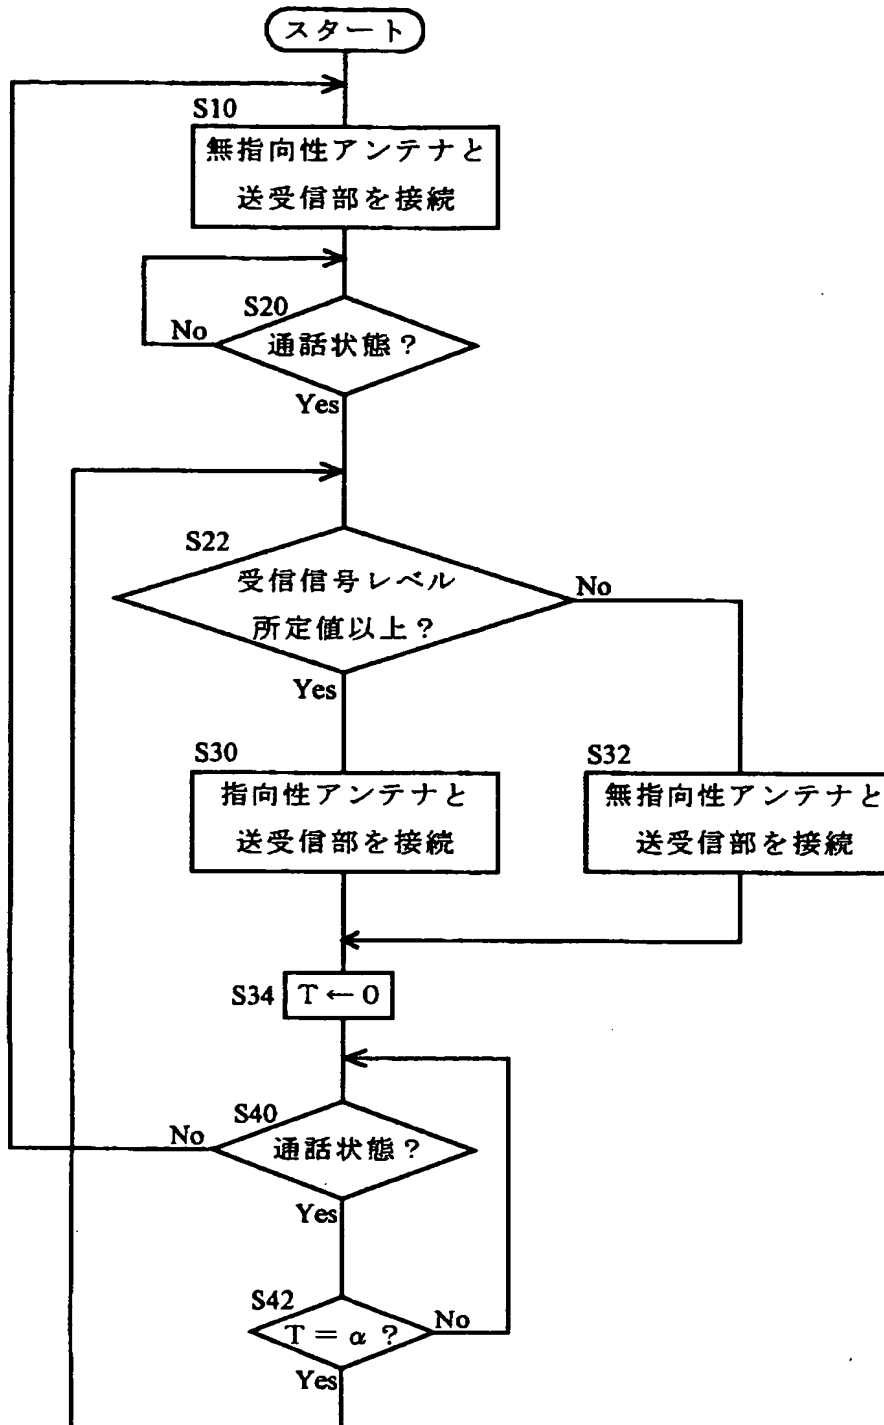 スタート
S10
無指向性アンテナと
送受信部を接続
S20
No
通話状態？
Yes
S22
受信信号レベル
所定値以上？
No
Yes
S30
指向性アンテナと
送受信部を接続
S32
無指向性アンテナと
送受信部を接続
S34
T←0
S40
No
通話状態？
Yes
S42
T＝α？
No
Yes